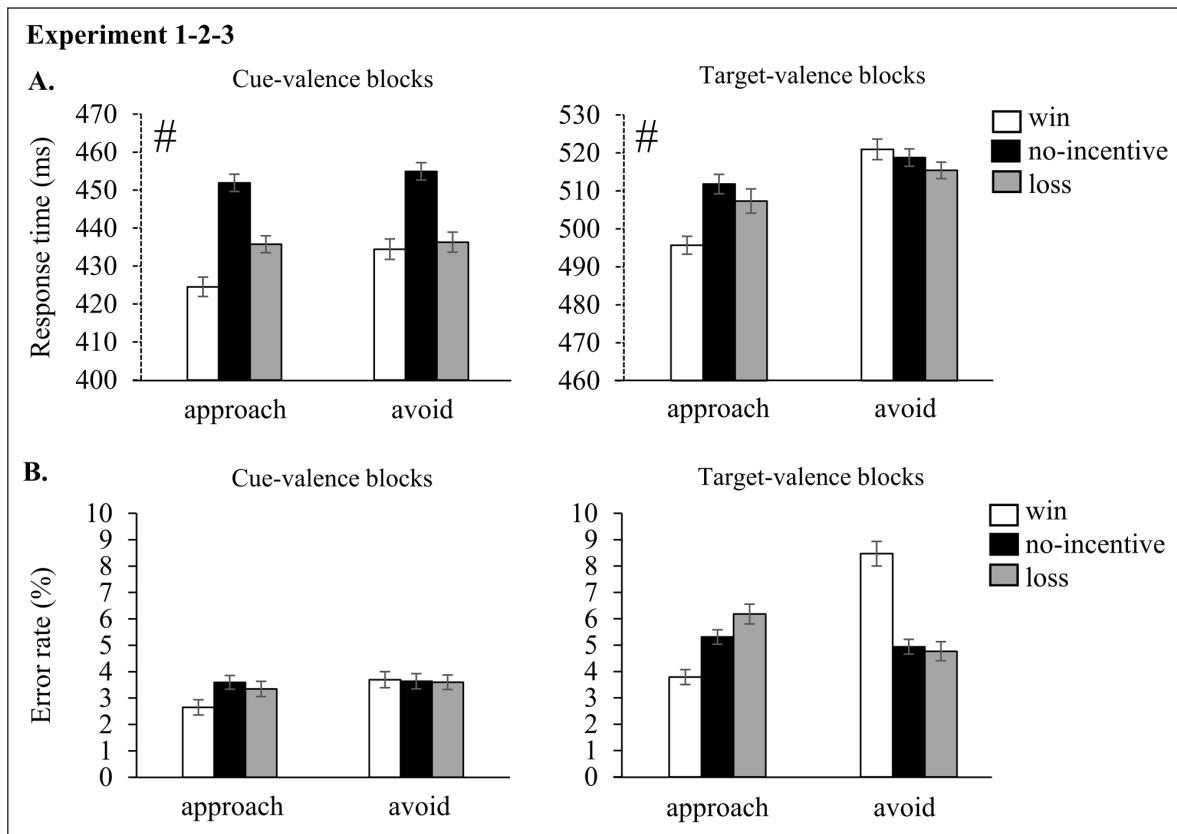 Experiment 1-2-3
A.
Cue-valence blocks
Response time (ms)
470
460
450
440
430
420
410
400
#
approach
avoid
Target-valence blocks
530
520
510
500
490
480
470
460
#
approach
avoid
win
no-incentive
loss
B.
Cue-valence blocks
Error rate (%)
10
9
8
7
6
5
4
3
2
1
0
approach
avoid
Target-valence blocks
10
9
8
7
6
5
4
3
2
1
0
approach
avoid
win
no-incentive
loss